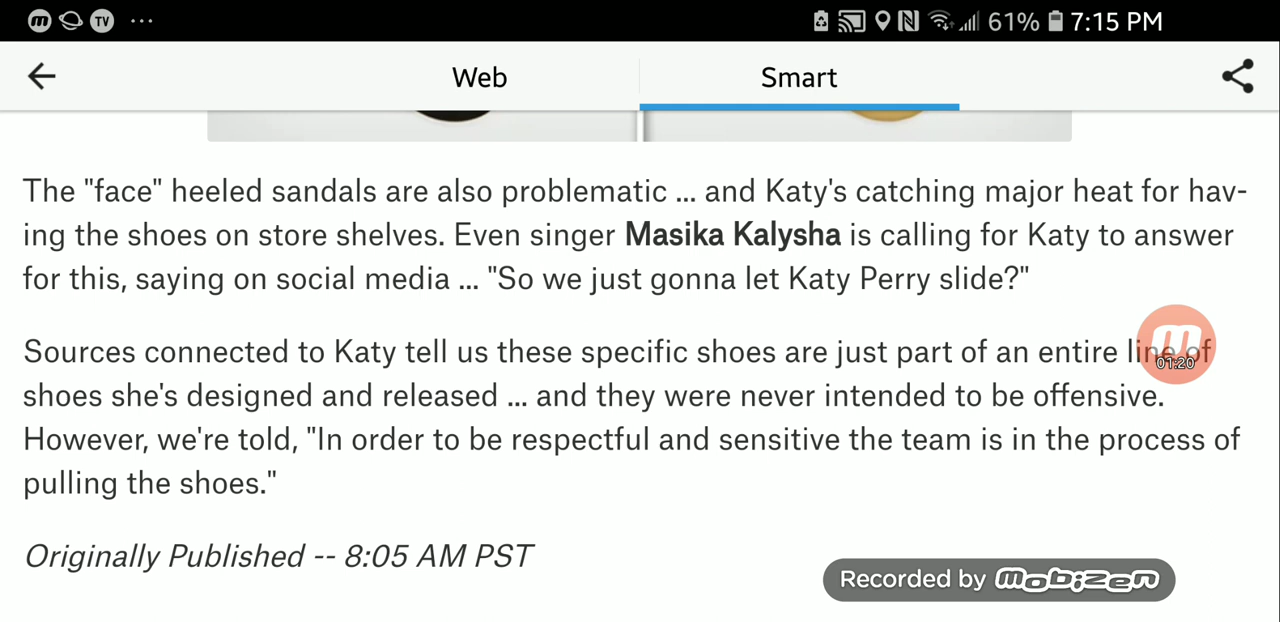 m TV ... 61% 7:15 PM
Web Smart
The "face" heeled sandals are also problematic ... and Katy's catching major heat for hav-
ing the shoes on store shelves. Even singer Masika Kalysha is calling for Katy to answer
for this, saying on social media ... "So we just gonna let Katy Perry slide?"
Sources connected to Katy tell us these specific shoes are just part of an entire line of
01:20
shoes she's designed and released ... and they were never intended to be offensive.
However, we're told, "In order to be respectful and sensitive the team is in the process of
pulling the shoes."
Originally Published -- 8:05 AM PST
Recorded by mobizen